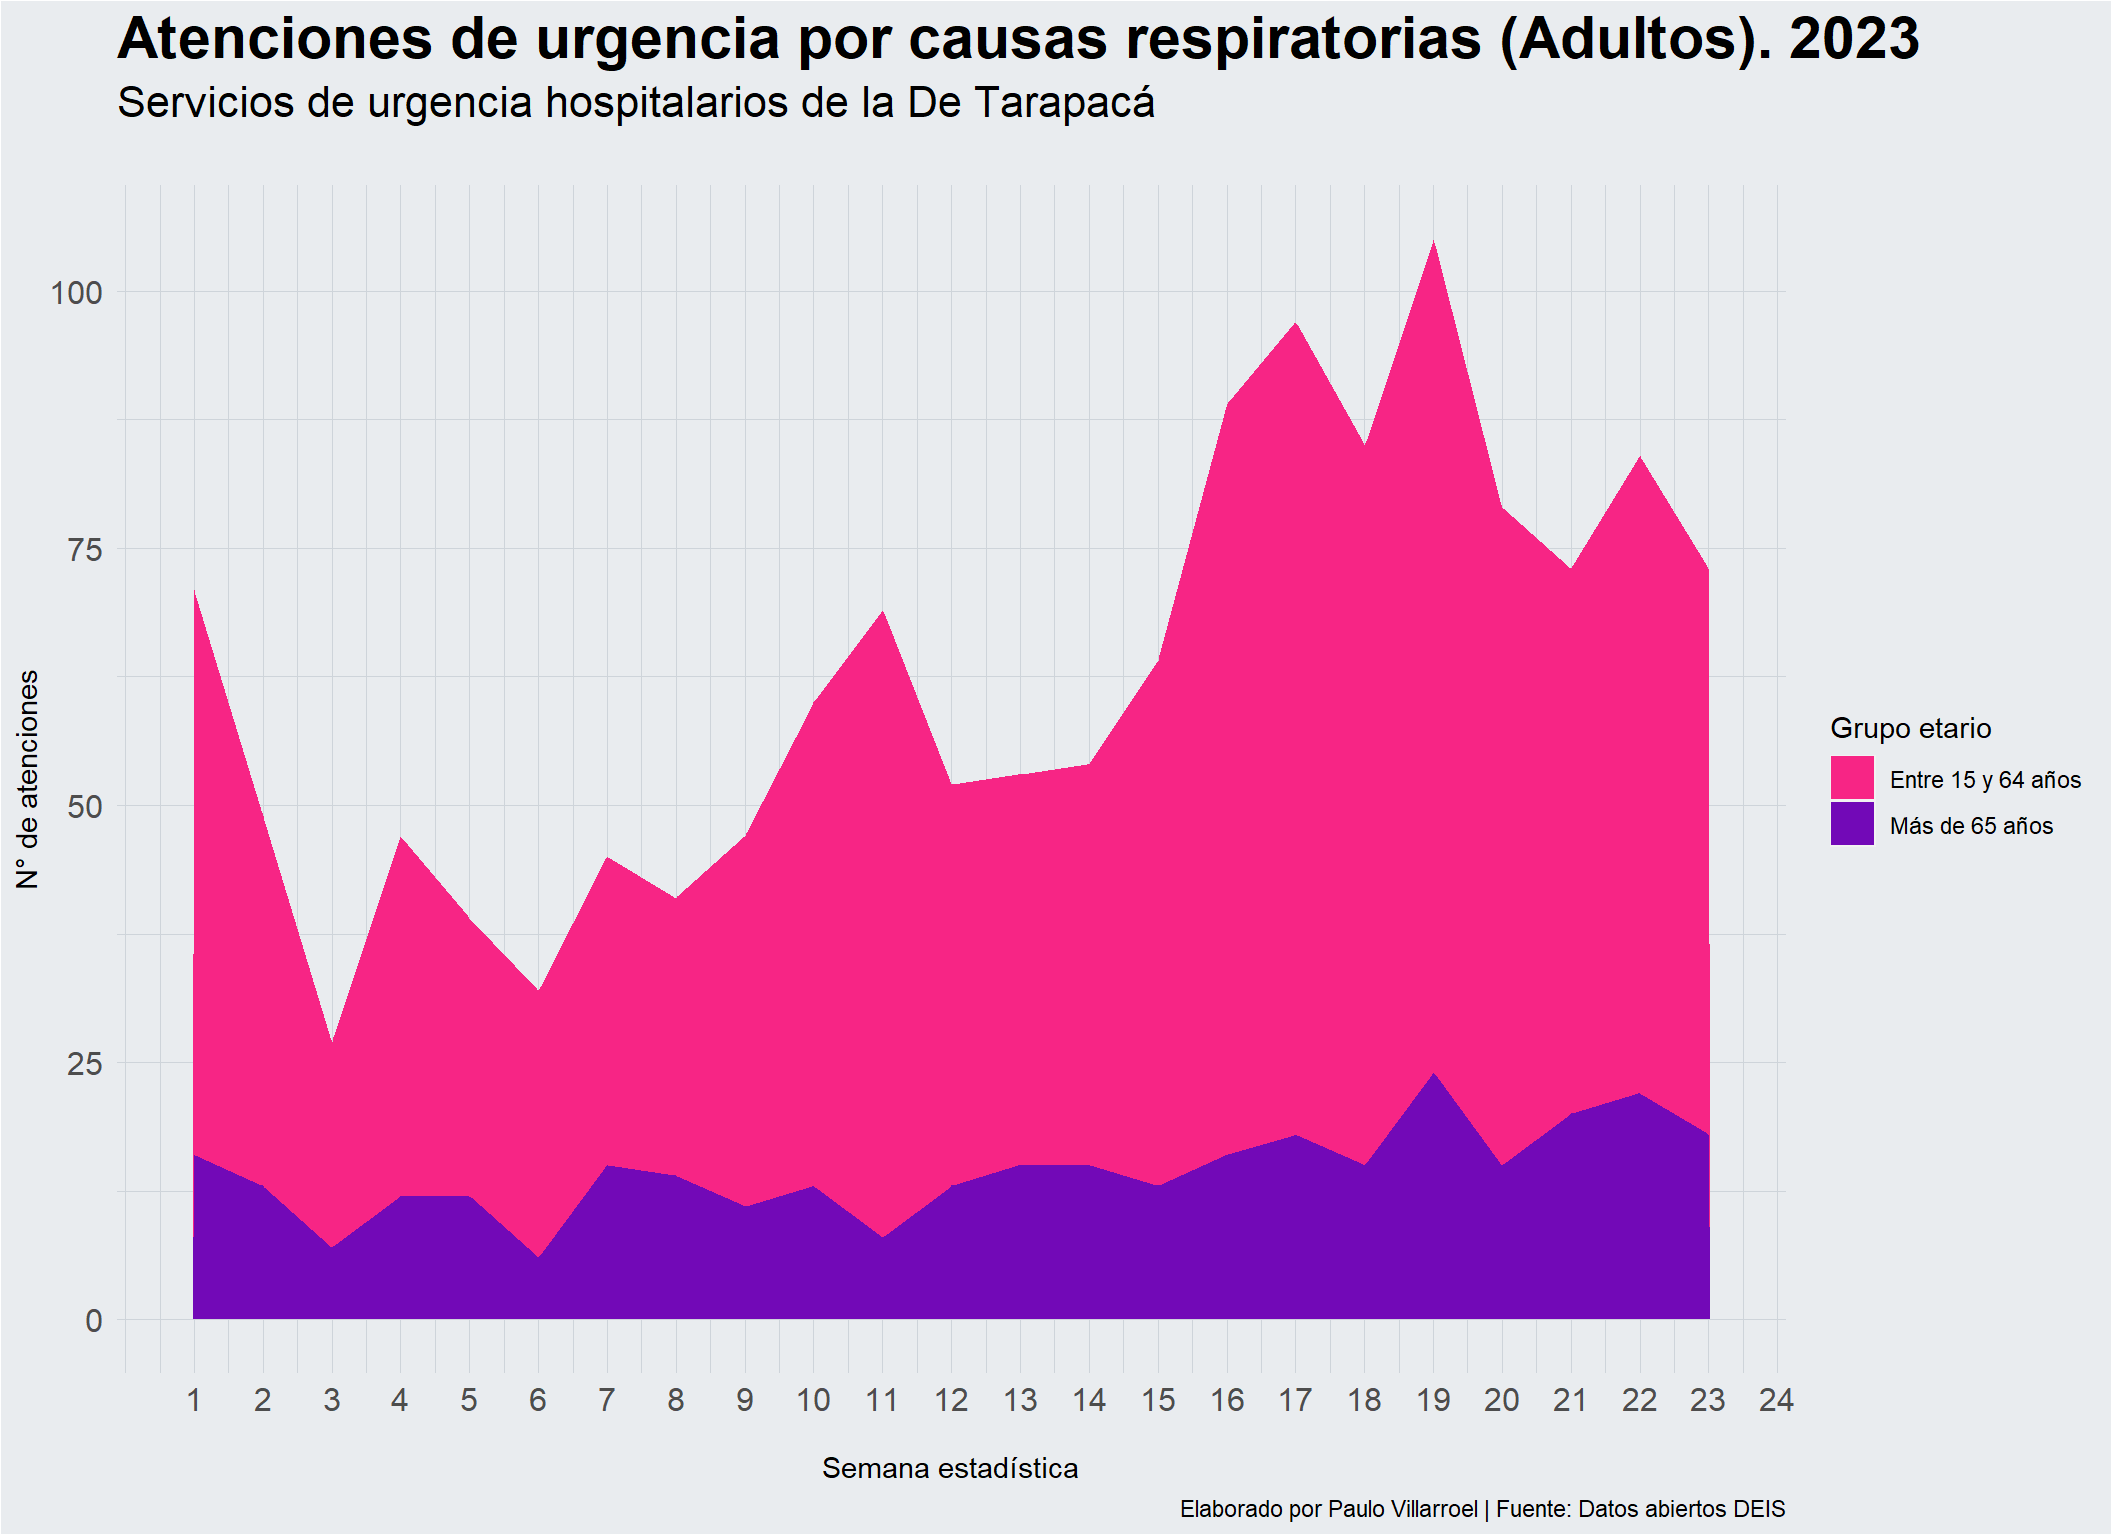 Atenciones de urgencia por causas respiratorias (Adultos). 2023
Servicios de urgencia hospitalarios de la De Tarapacá
100
75
50
25
0
N° de atenciones
1 2 3 4 5 6 7 8 9 10 11 12 13 14 15 16 17 18 19 20 21 22 23 24
Semana estadística
Grupo etario
Entre 15 y 64 años
Más de 65 años
Elaborado por Paulo Villarroel | Fuente: Datos abiertos DEIS